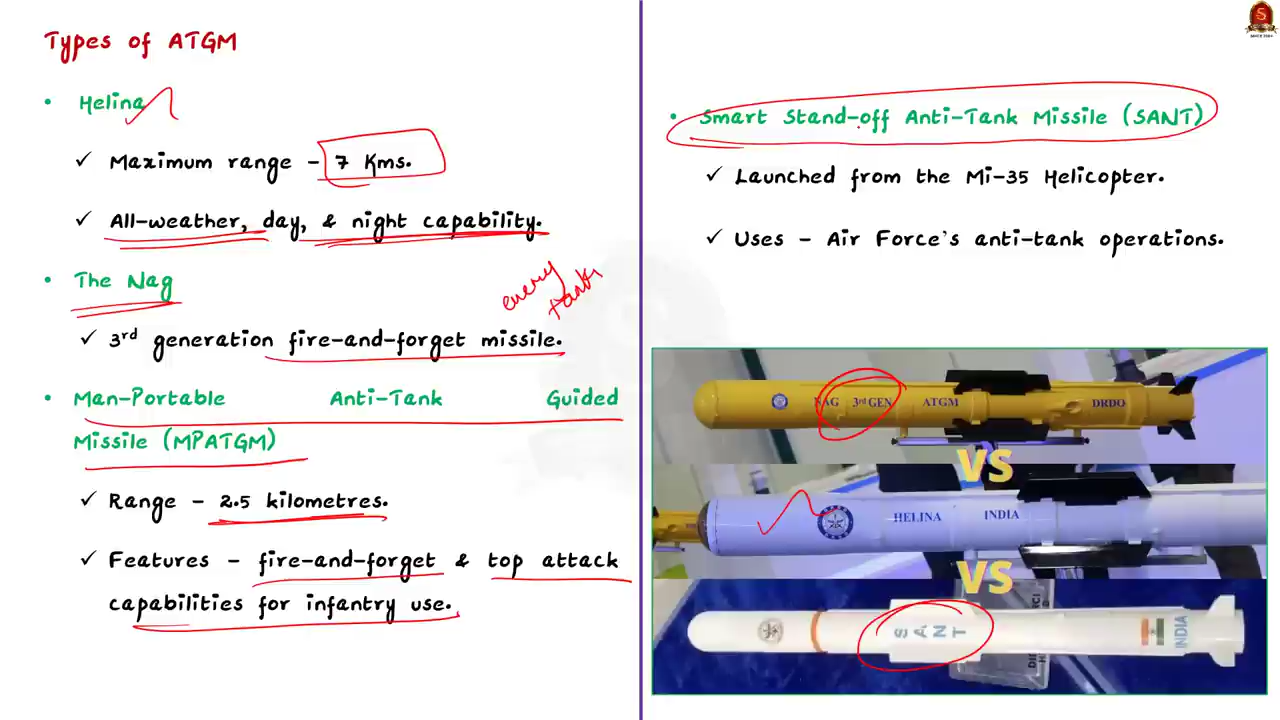 Types of ATGM
• Helina
✓ Maximum range – 7 Kms.
✓ All-weather, day, & night capability.
• The Nag
enemy
tanks
✓ 3rd generation fire-and-forget missile.
• Man-Portable Anti-Tank Guided
Missile (MPATGM)
✓ Range – 2.5 kilometres.
✓ Features – fire-and-forget & top attack
capabilities for infantry use.
• Smart Stand-off Anti-Tank Missile (SANT)
✓ Launched from the Mi-35 Helicopter.
✓ Uses – Air Force's anti-tank operations.
NAG 3rd GEN ATGM DRDO
VS
HELINA INDIA
VS
SANT INDIA